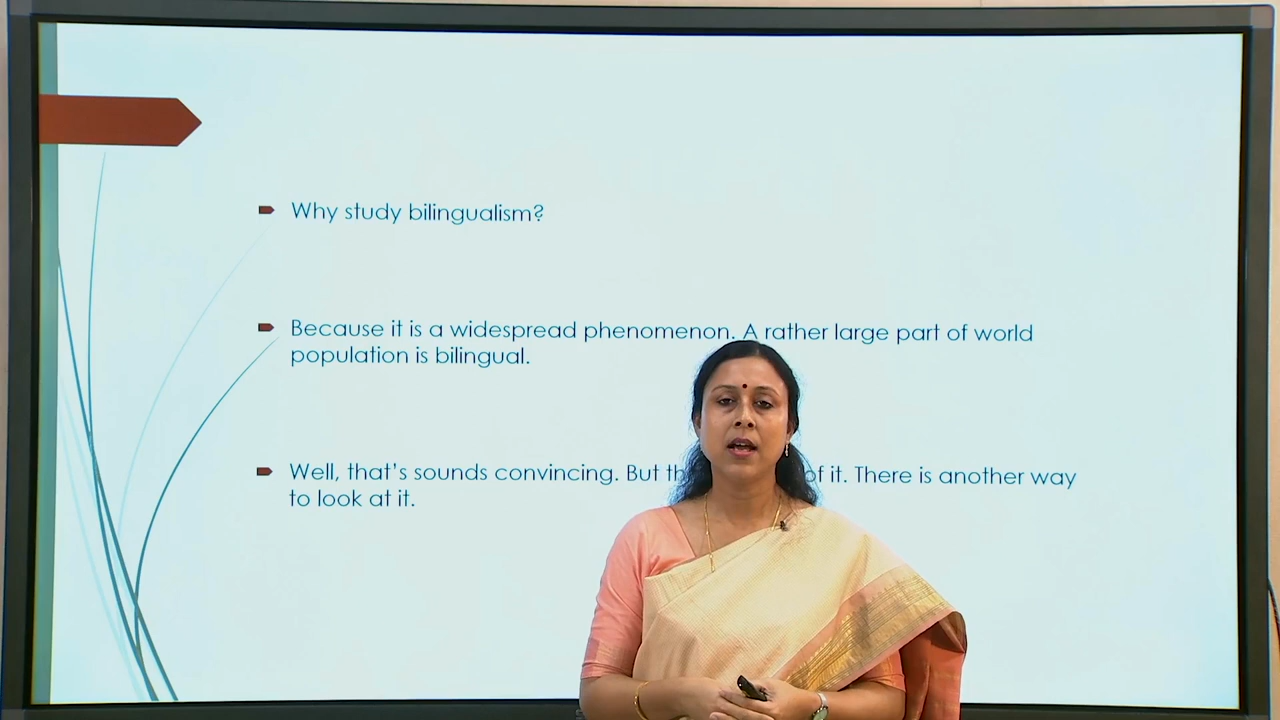 Why study bilingualism?
Because it is a widespread phenomenon. A rather large part of world
population is bilingual.
Well, that's sounds convincing. But of it. There is another way
to look at it.